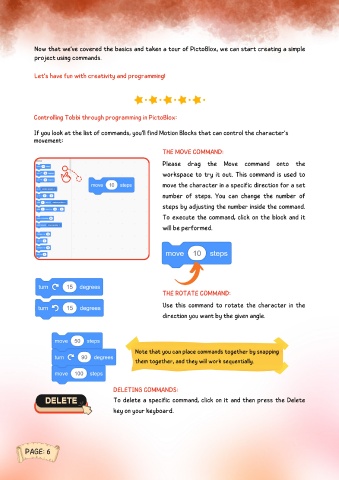 Now that we've covered the basics and taken a tour of PictoBlox, we can start creating a simple
project using commands.
Let's have fun with creativity and programming!
Controlling Tobbi through programming in PictoBlox:
If you look at the list of commands, you'll find Motion Blocks that can control the character's
movement:
THE MOVE COMMAND:
Please drag the Move command onto the
workspace to try it out. This command is used to
move the character in a specific direction for a set
number of steps. You can change the number of
steps by adjusting the number inside the command.
To execute the command, click on the block and it
will be performed.
move 10 steps
move 10 steps
THE ROTATE COMMAND:
Use this command to rotate the character in the
direction you want by the given angle.
turn 15 degrees
turn 15 degrees
move 50 steps
turn 90 degrees
move 100 steps
Note that you can place commands together by snapping
them together, and they will work sequentially.
DELETING COMMANDS:
To delete a specific command, click on it and then press the Delete
key on your keyboard.
DELETE
PAGE: 6